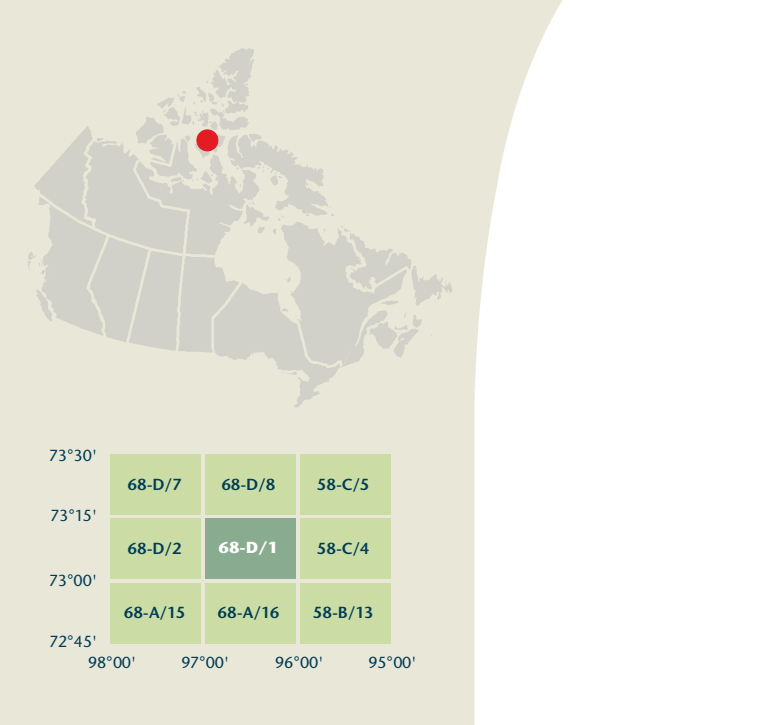 73°30'
68-D/7 68-D/8 58-C/5
73°15'
68-D/2 68-D/1 58-C/4
73°00'
68-A/15 68-A/16 58-B/13
72°45'
98°00' 97°00' 96°00' 95°00'